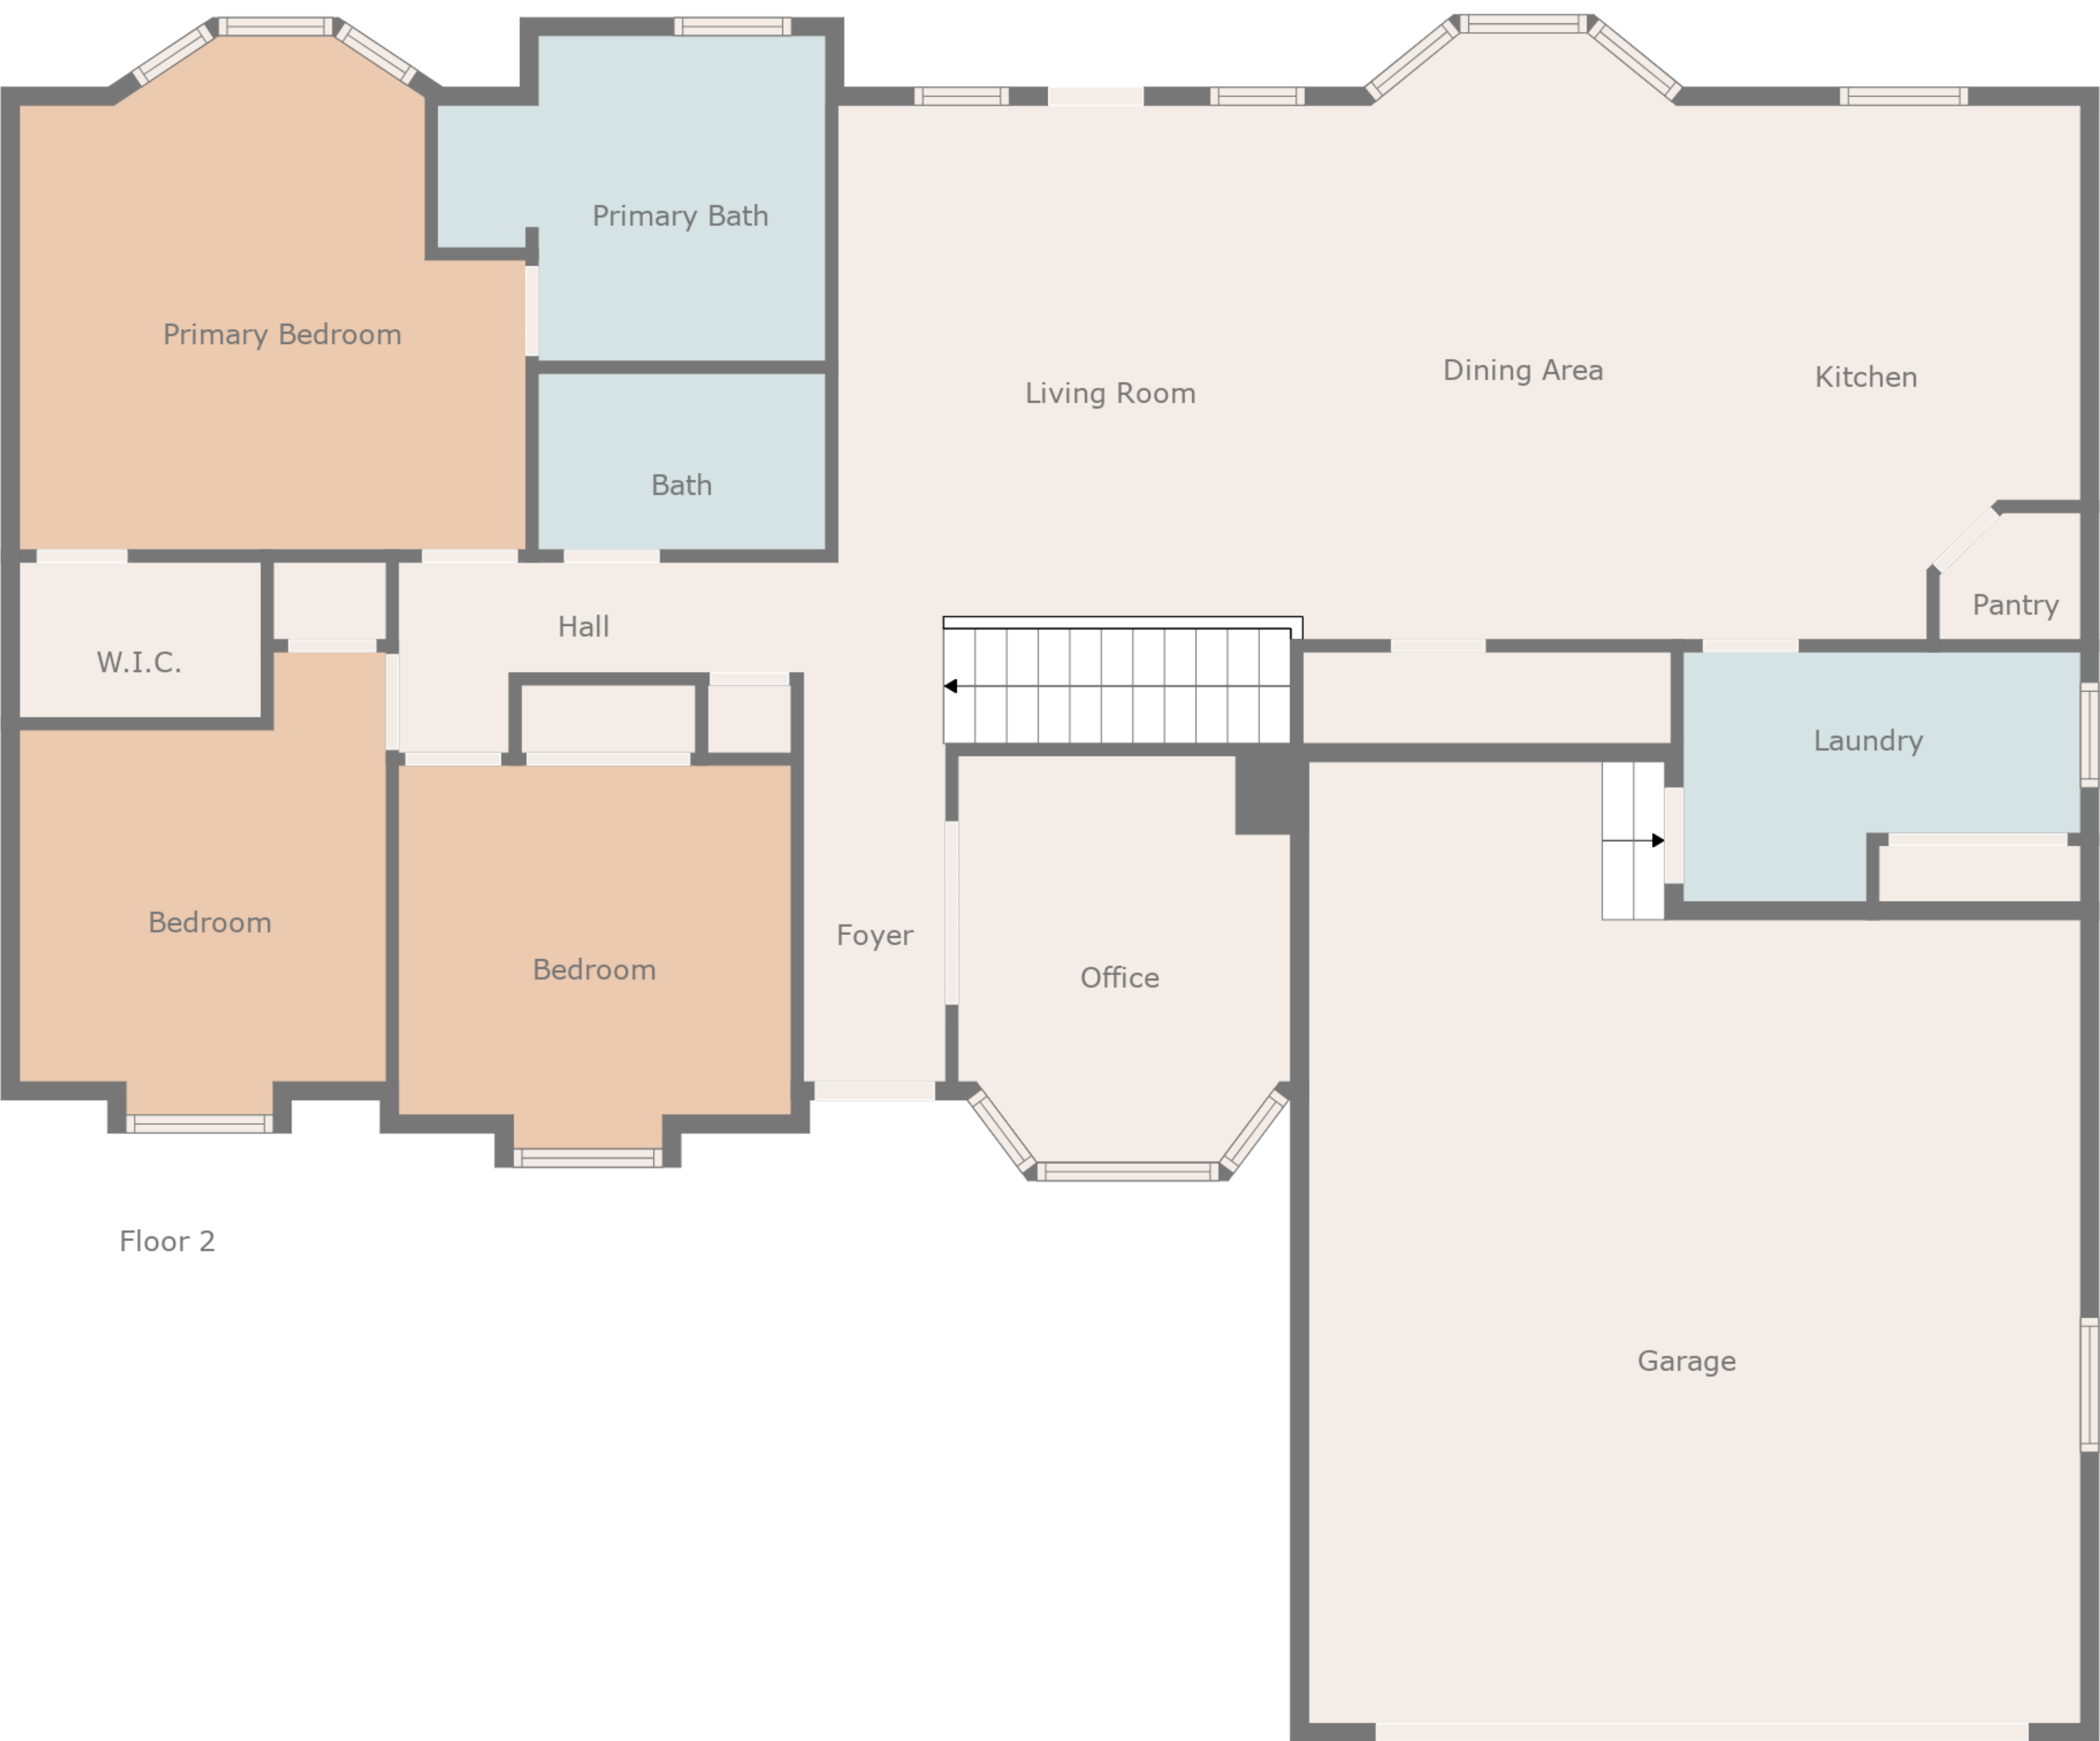 Primary Bath
Primary Bedroom
Living Room
Dining Area
Kitchen
Bath
Hall
W.I.C.
Pantry
Laundry
Bedroom
Bedroom
Foyer
Office
Floor 2
Garage